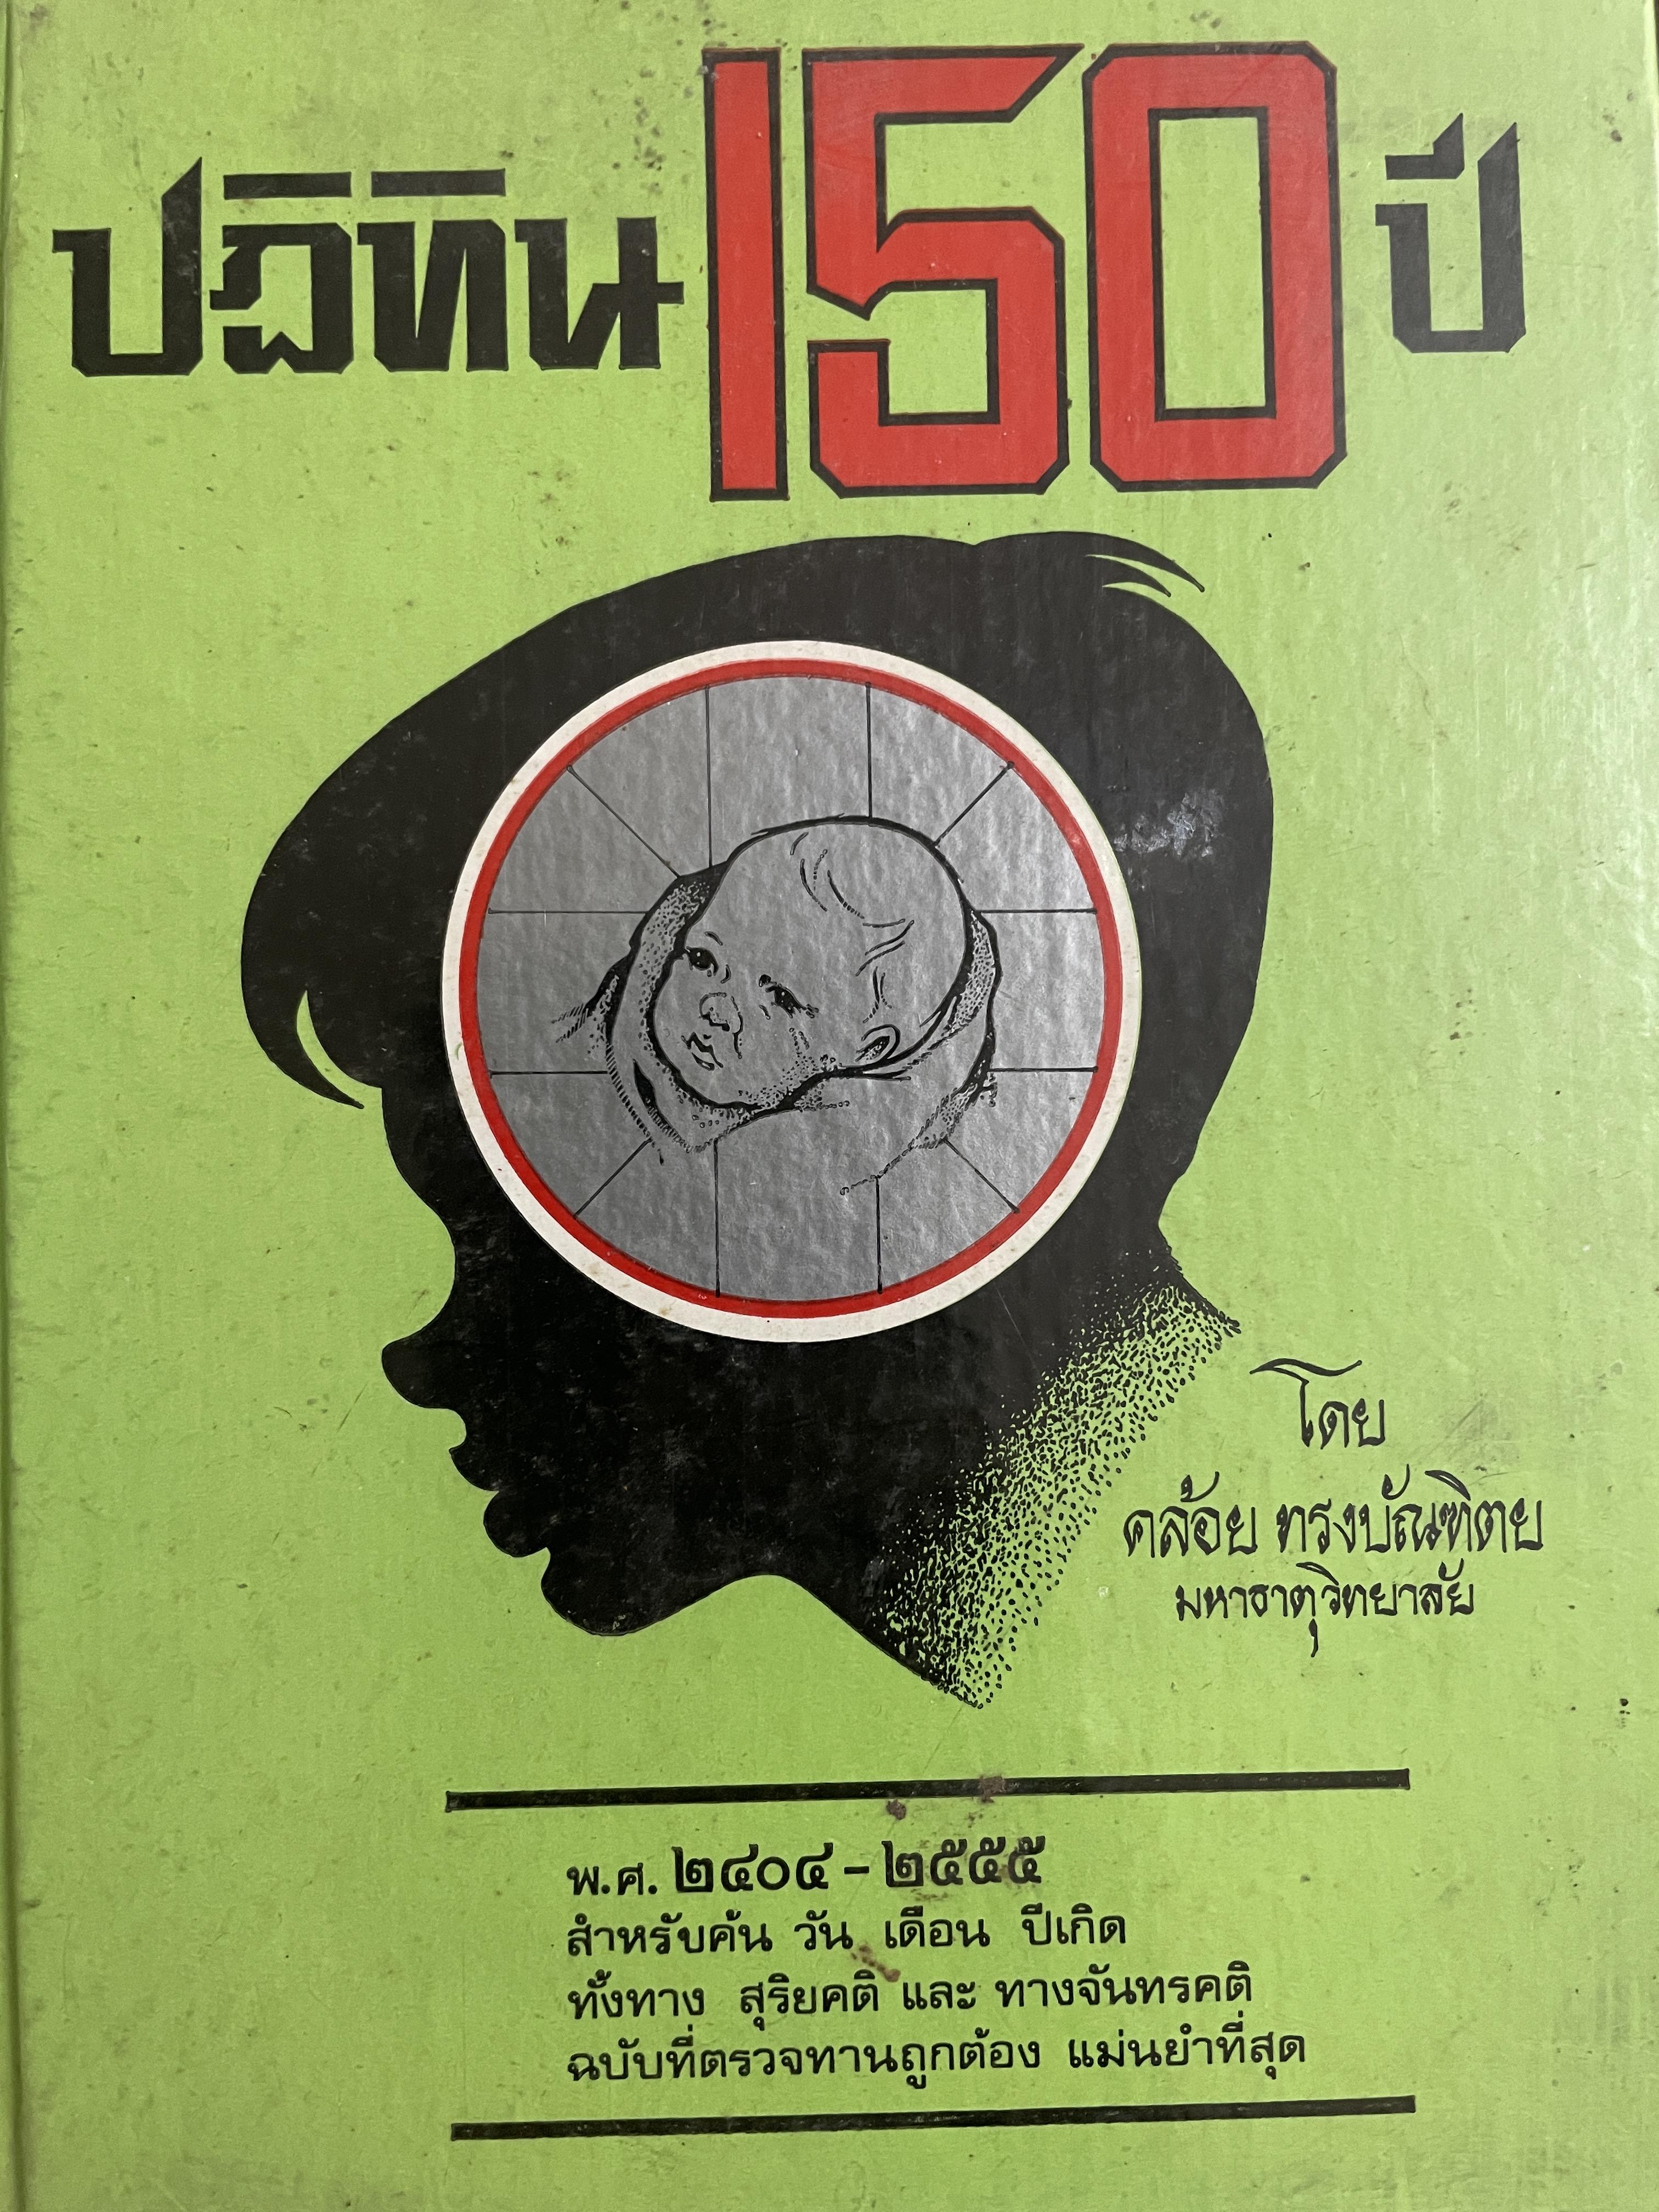 ปฏิทิน 150 ปี
โดย
คล้อย ทรงบัณฑิตย
มหาธาตุวิทยาลัย
พ.ศ. ๒๔๐๔ - ๒๕๕๕
สำหรับค้น วัน เดือน ปีเกิด
ทั้งทาง สุริยคติ และ ทางจันทรคติ
ฉบับที่ตรวจทานถูกต้อง แม่นยำที่สุด